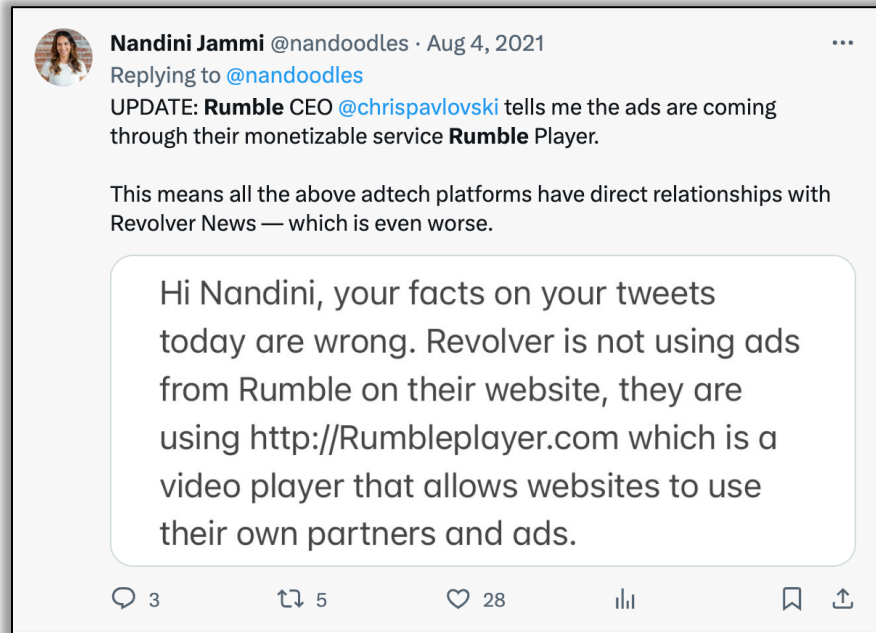 Nandini Jammi @nandoodles · Aug 4, 2021
Replying to @nandoodles
UPDATE: Rumble CEO @chrispavlovski tells me the ads are coming
through their monetizable service Rumble Player.
This means all the above adtech platforms have direct relationships with
Revolver News — which is even worse.
Hi Nandini, your facts on your tweets
today are wrong. Revolver is not using ads
from Rumble on their website, they are
using http://Rumbleplayer.com which is a
video player that allows websites to use
their own partners and ads.
3 5 28